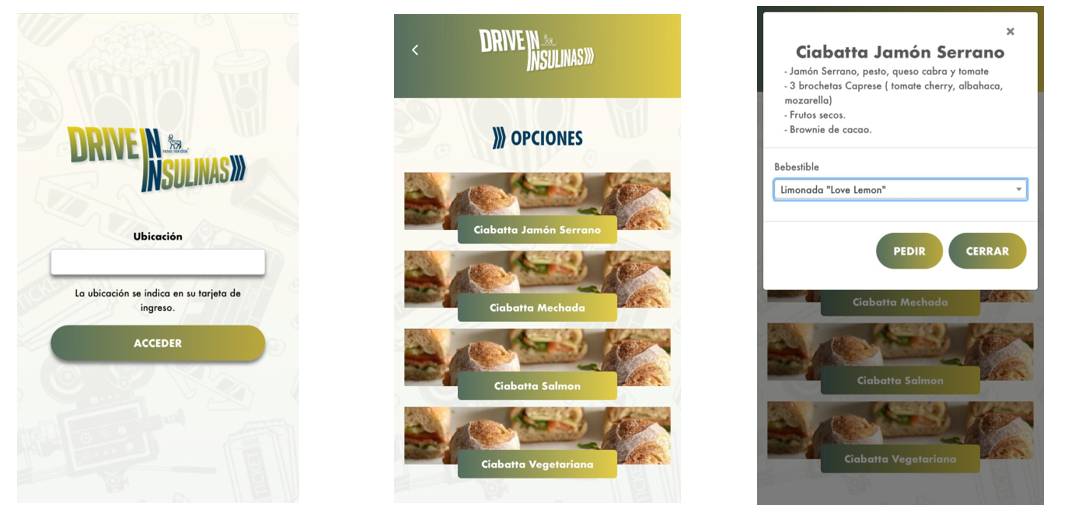 DRIVE IN
INSULINAS
Ubicación
La ubicación se indica en su tarjeta de
ingreso.
ACCEDER
DRIVE IN
INSULINAS
OPCIONES
Ciabatta Jamón Serrano
Ciabatta Mechada
Ciabatta Salmon
Ciabatta Vegetariana
×
Ciabatta Jamón Serrano
- Jamón Serrano, pesto, queso cabra y tomate
- 3 brochetas Caprese ( tomate cherry, albahaca,
mozarella)
- Frutos secos.
- Brownie de cacao.
Bebestible
Limonada "Love Lemon"
PEDIR
CERRAR
Ciabatta Mechada
Ciabatta Salmon
Ciabatta Vegetariana